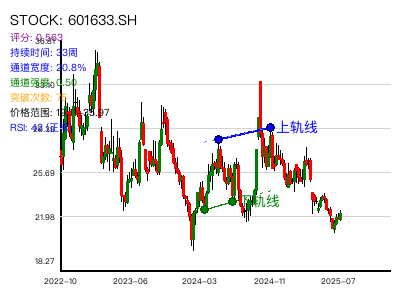 STOCK: 601633.SH
评分: 0.563
持续时间: 33周
通道宽度: 20.8%
通道强度: 0.50
突破次数:
价格范围:
RSI:
上轨线
下轨线
25.69
21.98
18.27
2022-10
2023-06
2024-03
2024-11
2025-07